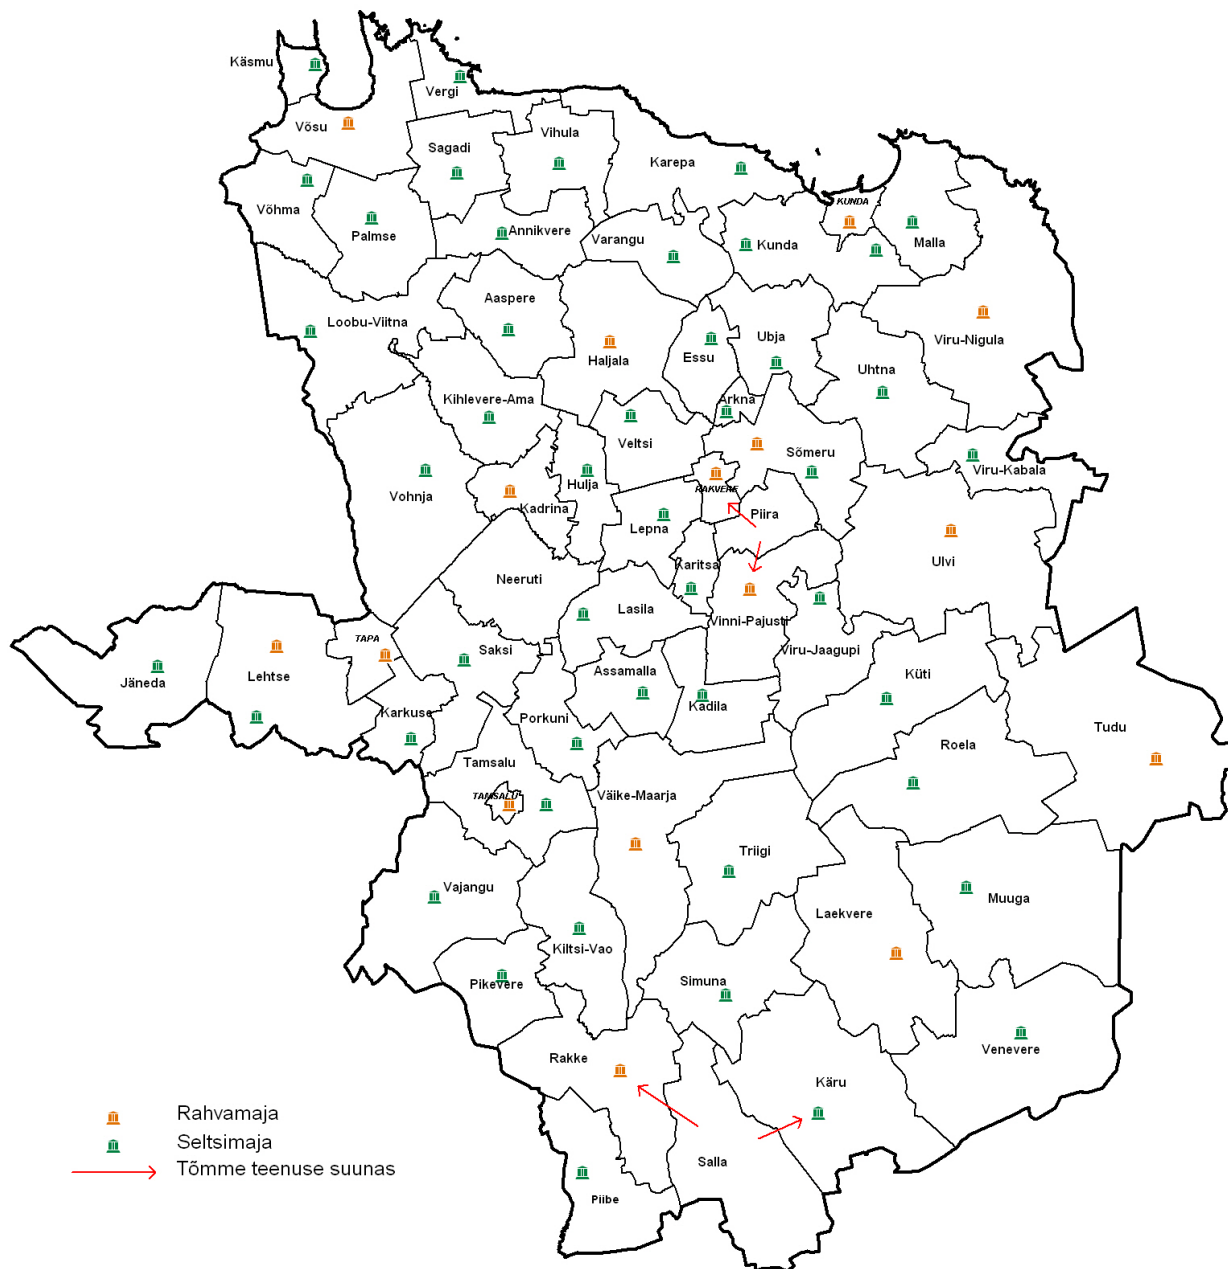 Käsmu
Vergi
Võsu
Vihula
Sagadi
Karepa
Võhma
KUNDA
Palmse
Annikvere
Varangu
Kunda
Malla
Aaspere
Loobu-Viitna
Haljala
Essu
Ubja
Viru-Nigula
Uhtna
Kihlevere-Ama
Arkna
Veltsi
Sõmeru
Viru-Kabala
Vohnja
Hulja
RAKVERE
Kadrina
Piira
Lepna
Ulvi
Karitsa
Neeruti
Lasila
Vinni-Pajusti
TAPA
Saksi
Viru-Jaagupi
Jäneda
Lehtse
Assamalla
Küti
Kadila
Karkuse
Porkuni
Tudu
Roela
Tamsalu
TAMSALU
Väike-Maarja
Triigi
Vajangu
Muuga
Laekvere
Kiltsi-Vao
Pikevere
Simuna
Venevere
Rakke
Käru
Salla
Piibe
Rahvamaja
Seltsimaja
Tõmme teenuse suunas